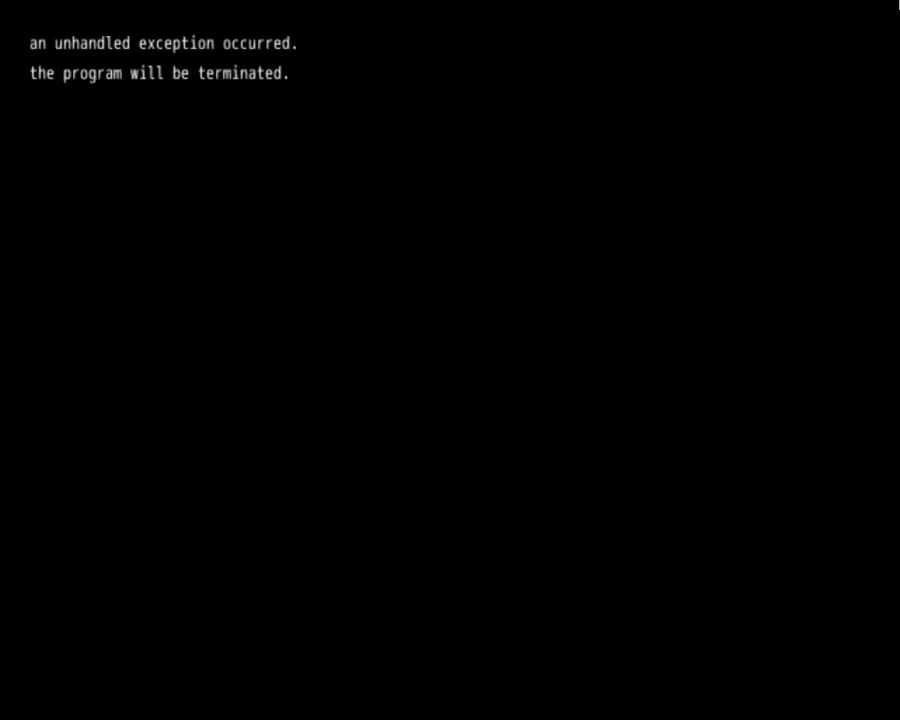 an unhandled exception occurred.
the program will be terminated.